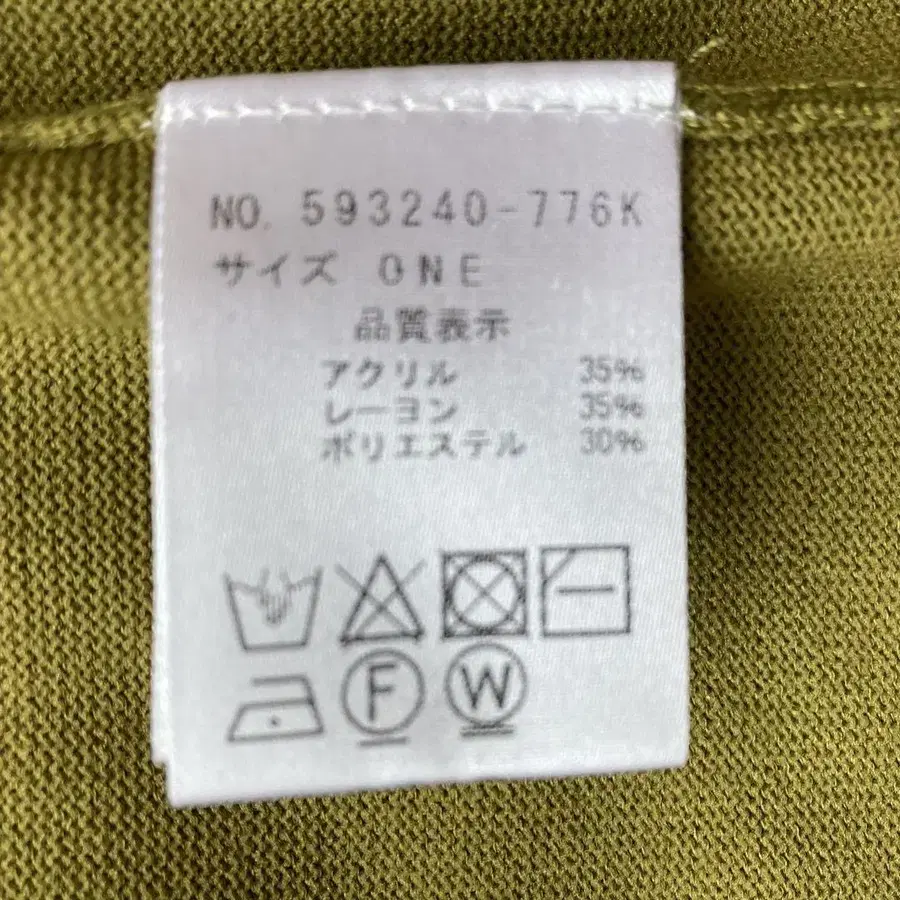 NO. 593240-776K
サイズ ONE
品質表示
アクリル 35%
レーヨン 35%
ポリエステル 30%
F W